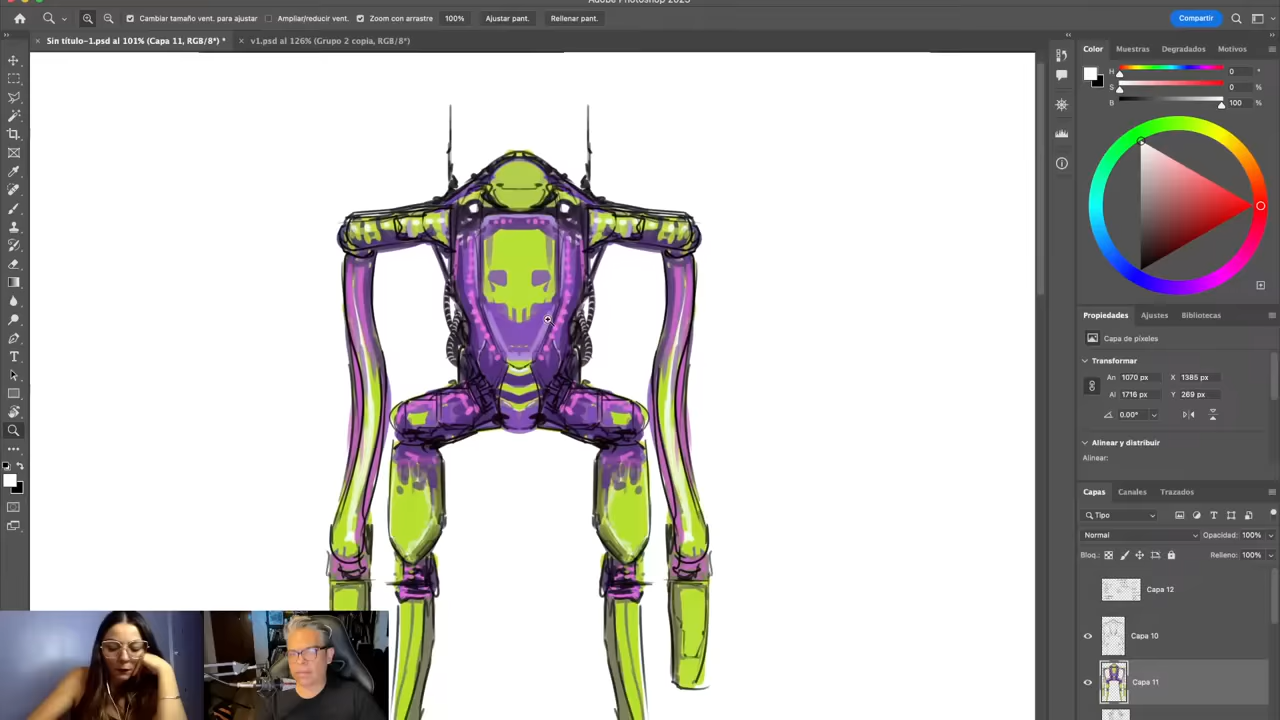 Cambiar tamaño vent. para ajustar Ampliar/reducir vent. Zoom con arrastre 100% Ajustar pant. Rellenar pant. Compartir
Sin título-1.psd al 101% (Capa 11, RGB/8*) * v1.psd al 126% (Grupo 2 copia, RGB/8*)
Color Muestras Degradados Motivos
H 0 °
S 0 %
B 100 %
Propiedades Ajustes Bibliotecas
Capa de píxeles
Transformar
An 1070 px X 1385 px
Al 1716 px Y 269 px
0.00°
Alinear y distribuir
Alinear:
Capas Canales Trazados
Tipo
Normal Opacidad: 100%
Bloq.: Relleno: 100%
Capa 12
Capa 10
Capa 11